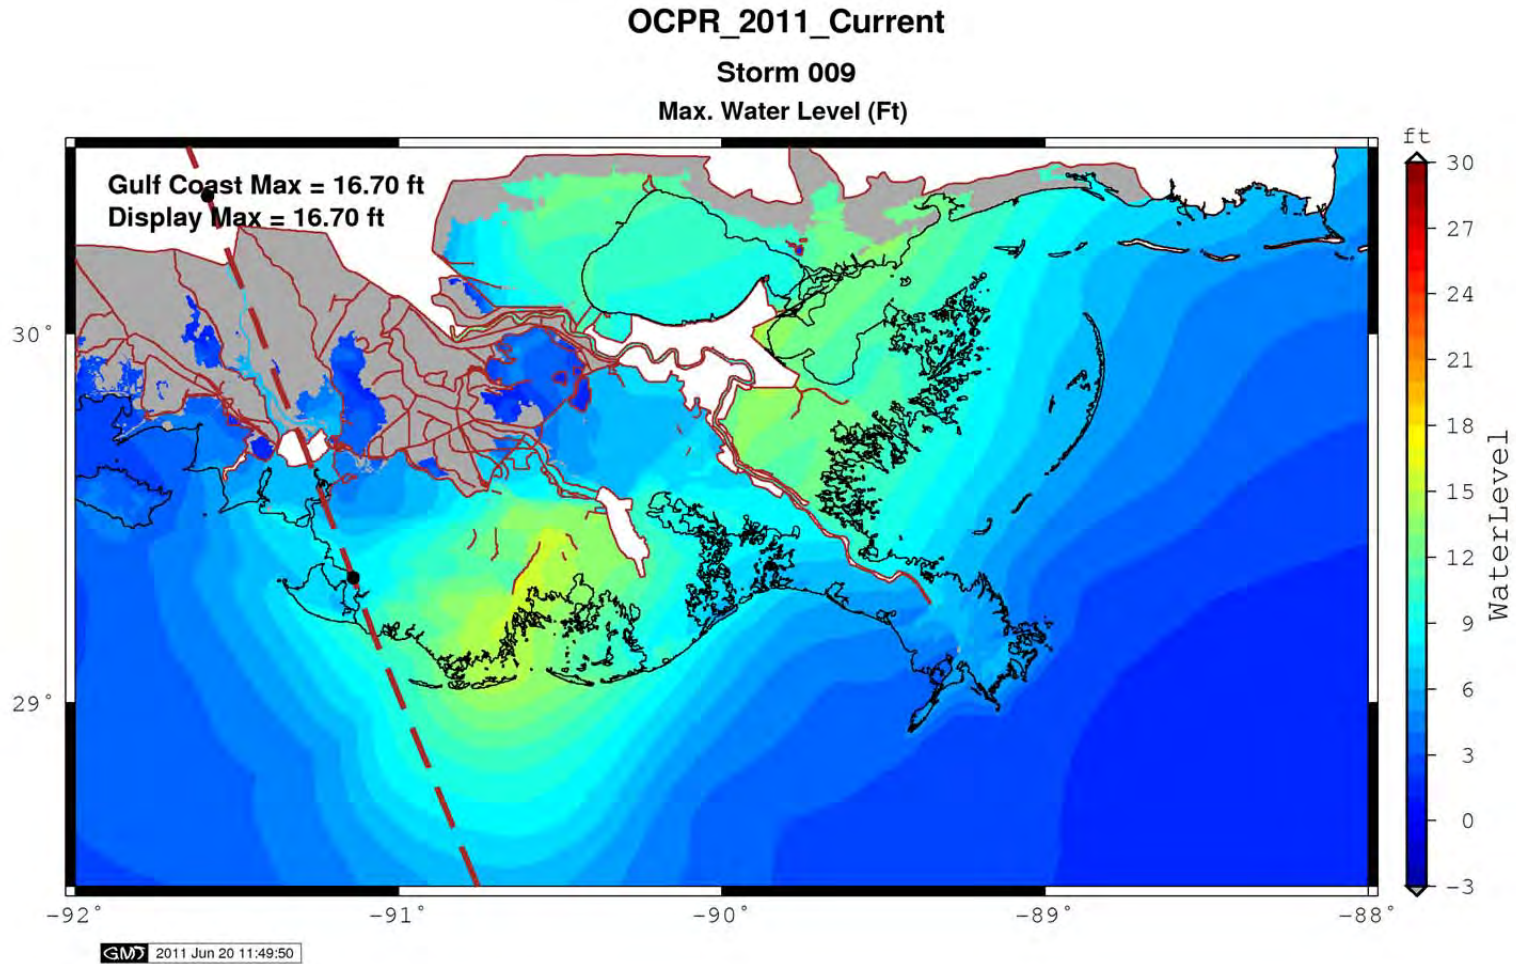 OCPR_2011_Current
Storm 009
Max. Water Level (Ft)
Gulf Coast Max = 16.70 ft
Display Max = 16.70 ft
ft
30
27
24
21
18
15
12
9
6
3
0
-3
WaterLevel
30°
29°
-92°
-91°
-90°
-89°
-88°
GMT 2011 Jun 20 11:49:50